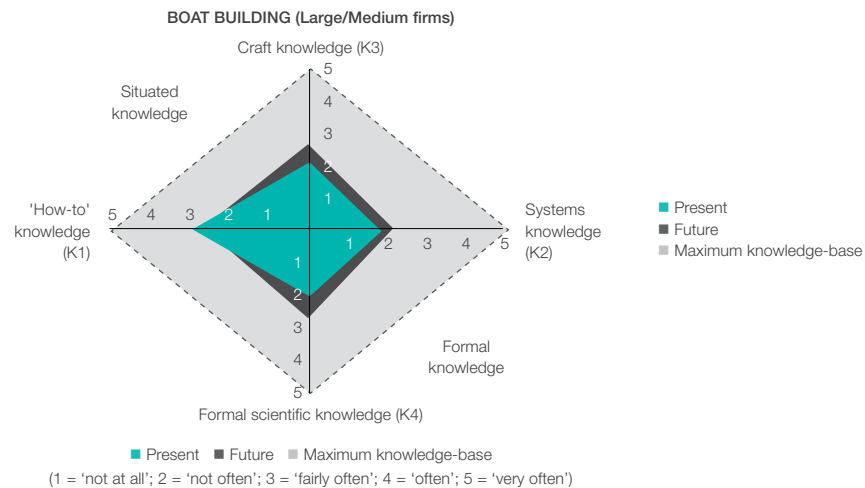 BOAT BUILDING (Large/Medium firms)
Craft knowledge (K3)
5
4
3
2
1
Situated
knowledge
'How-to'
knowledge
(K1)
5 4 3 2 1
1 2 3 4 5
Systems
knowledge
(K2)
Present
Future
Maximum knowledge-base
1
2
3
4
5
Formal
knowledge
Formal scientific knowledge (K4)
Present Future Maximum knowledge-base
(1 = ‘not at all’; 2 = ‘not often’; 3 = ‘fairly often’; 4 = ‘often’; 5 = ‘very often’)